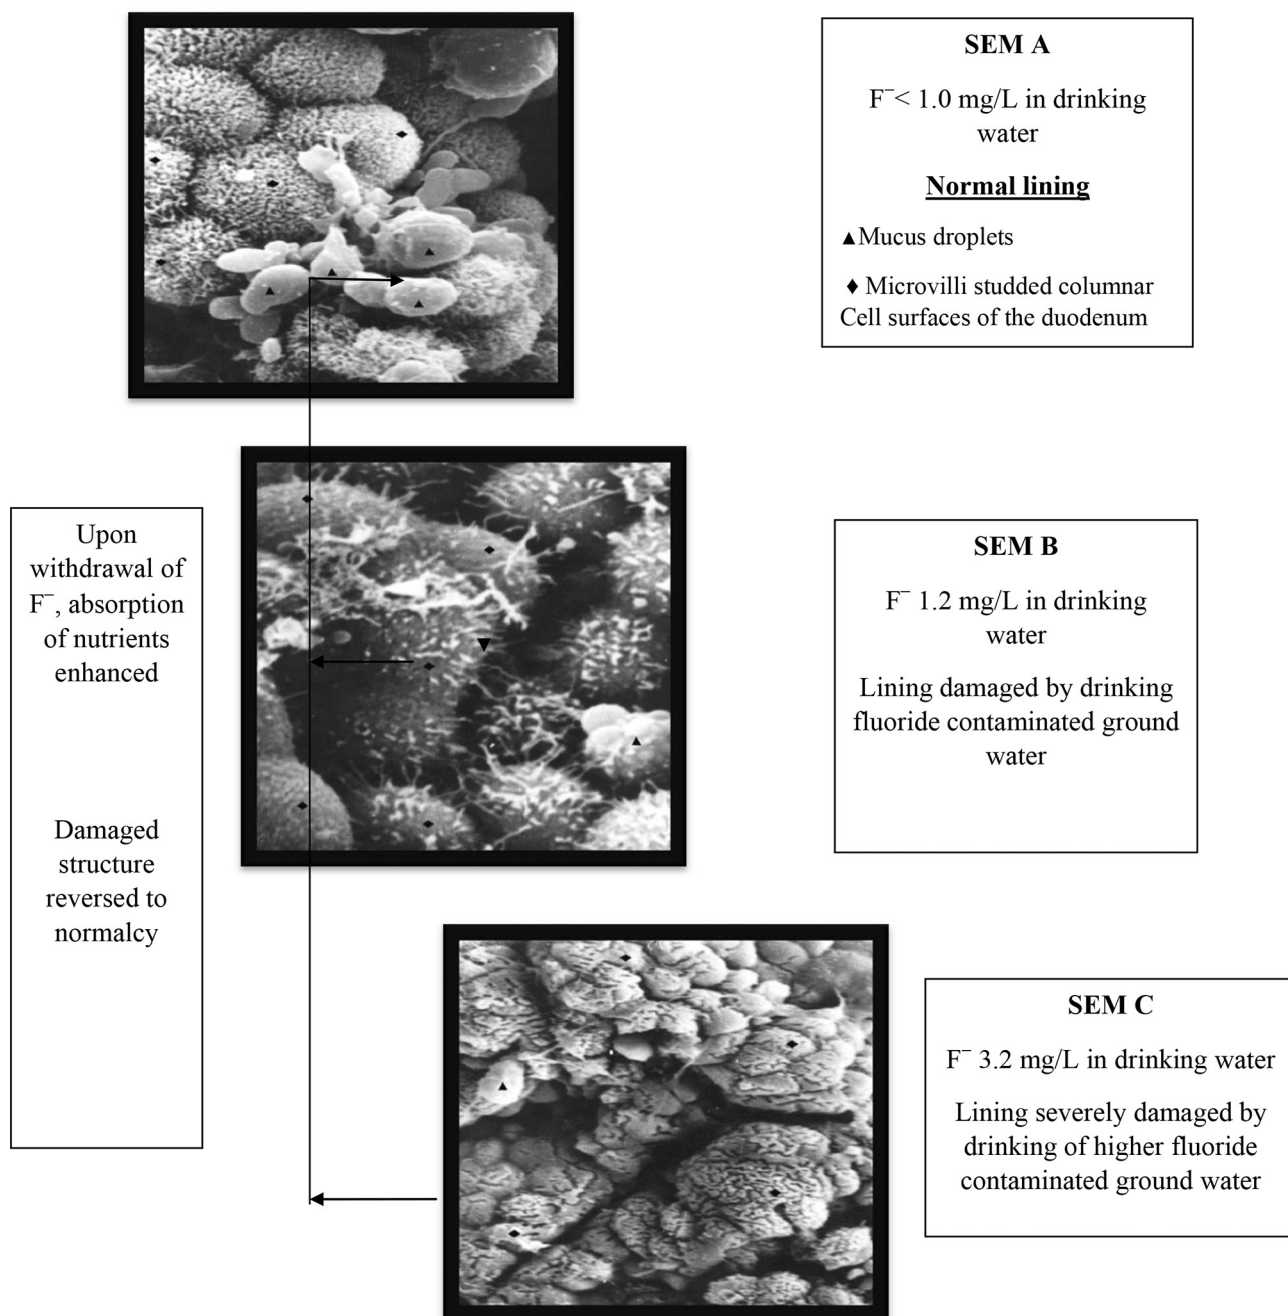 SEM A
F⁻< 1.0 mg/L in drinking
water
Normal lining
▲Mucus droplets
♦ Microvilli studded columnar
Cell surfaces of the duodenum
Upon
withdrawal of
F⁻, absorption
of nutrients
enhanced
Damaged
structure
reversed to
normalcy
SEM B
F⁻ 1.2 mg/L in drinking
water
Lining damaged by drinking
fluoride contaminated ground
water
SEM C
F⁻ 3.2 mg/L in drinking water
Lining severely damaged by
drinking of higher fluoride
contaminated ground water